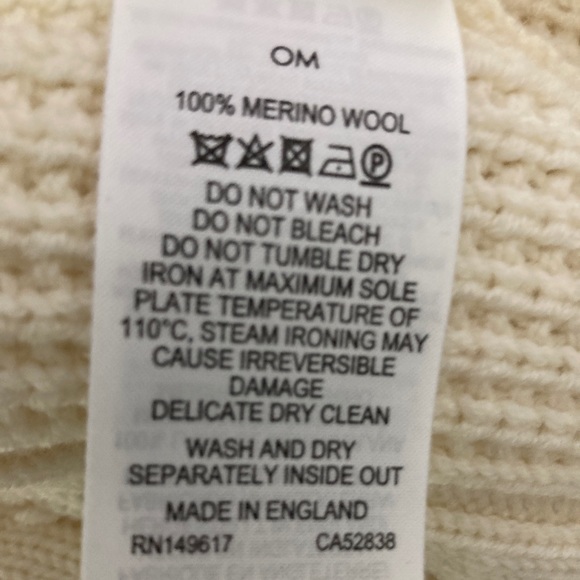 OM
100% MERINO WOOL
P
DO NOT WASH
DO NOT BLEACH
DO NOT TUMBLE DRY
IRON AT MAXIMUM SOLE
PLATE TEMPERATURE OF
110°C, STEAM IRONING MAY
CAUSE IRREVERSIBLE
DAMAGE
DELICATE DRY CLEAN
WASH AND DRY
SEPARATELY INSIDE OUT
MADE IN ENGLAND
RN149617 CA52838